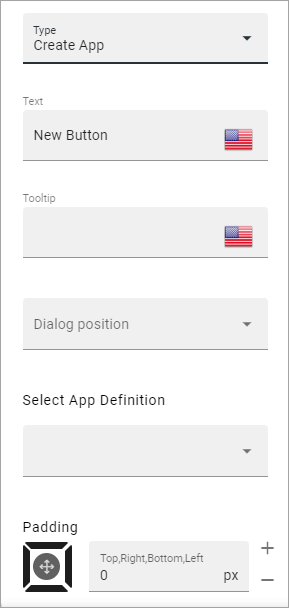 Type
Create App
Text
New Button
Tooltip
Dialog position
Select App Definition
Padding
Top,Right,Bottom,Left
0 px